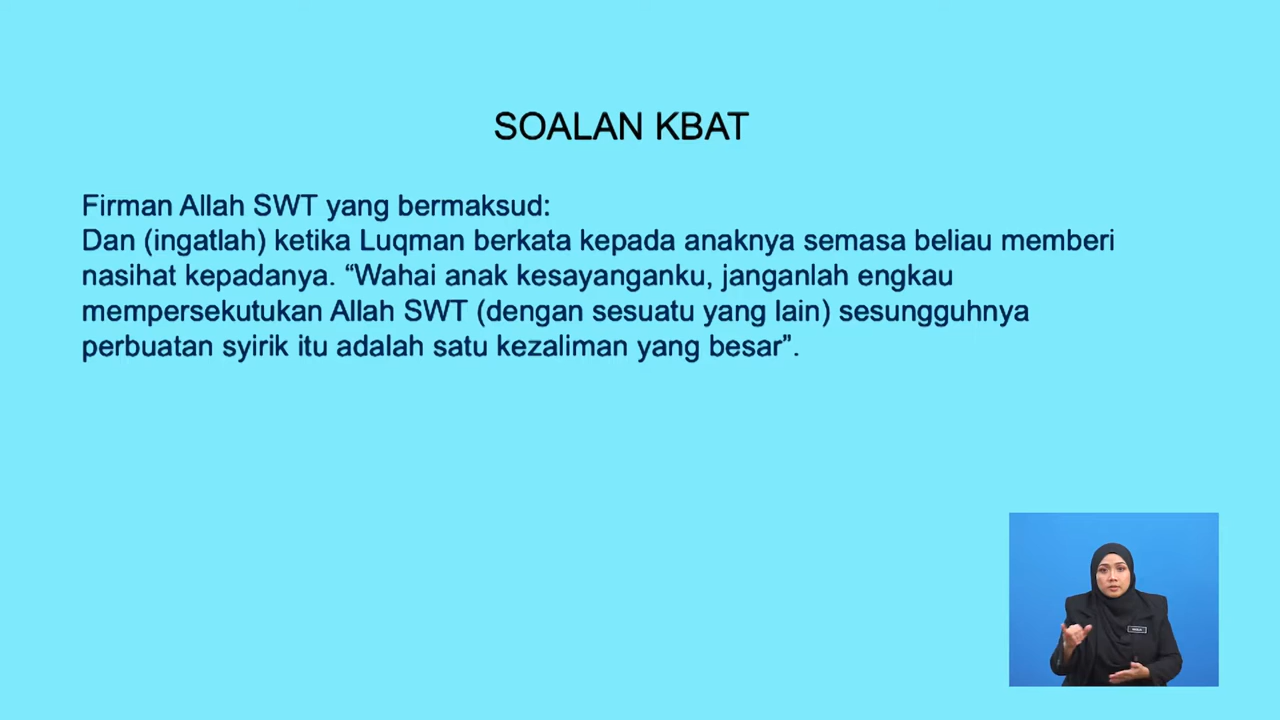 SOALAN KBAT
Firman Allah SWT yang bermaksud:
Dan (ingatlah) ketika Luqman berkata kepada anaknya semasa beliau memberi
nasihat kepadanya. “Wahai anak kesayanganku, janganlah engkau
mempersekutukan Allah SWT (dengan sesuatu yang lain) sesungguhnya
perbuatan syirik itu adalah satu kezaliman yang besar”.